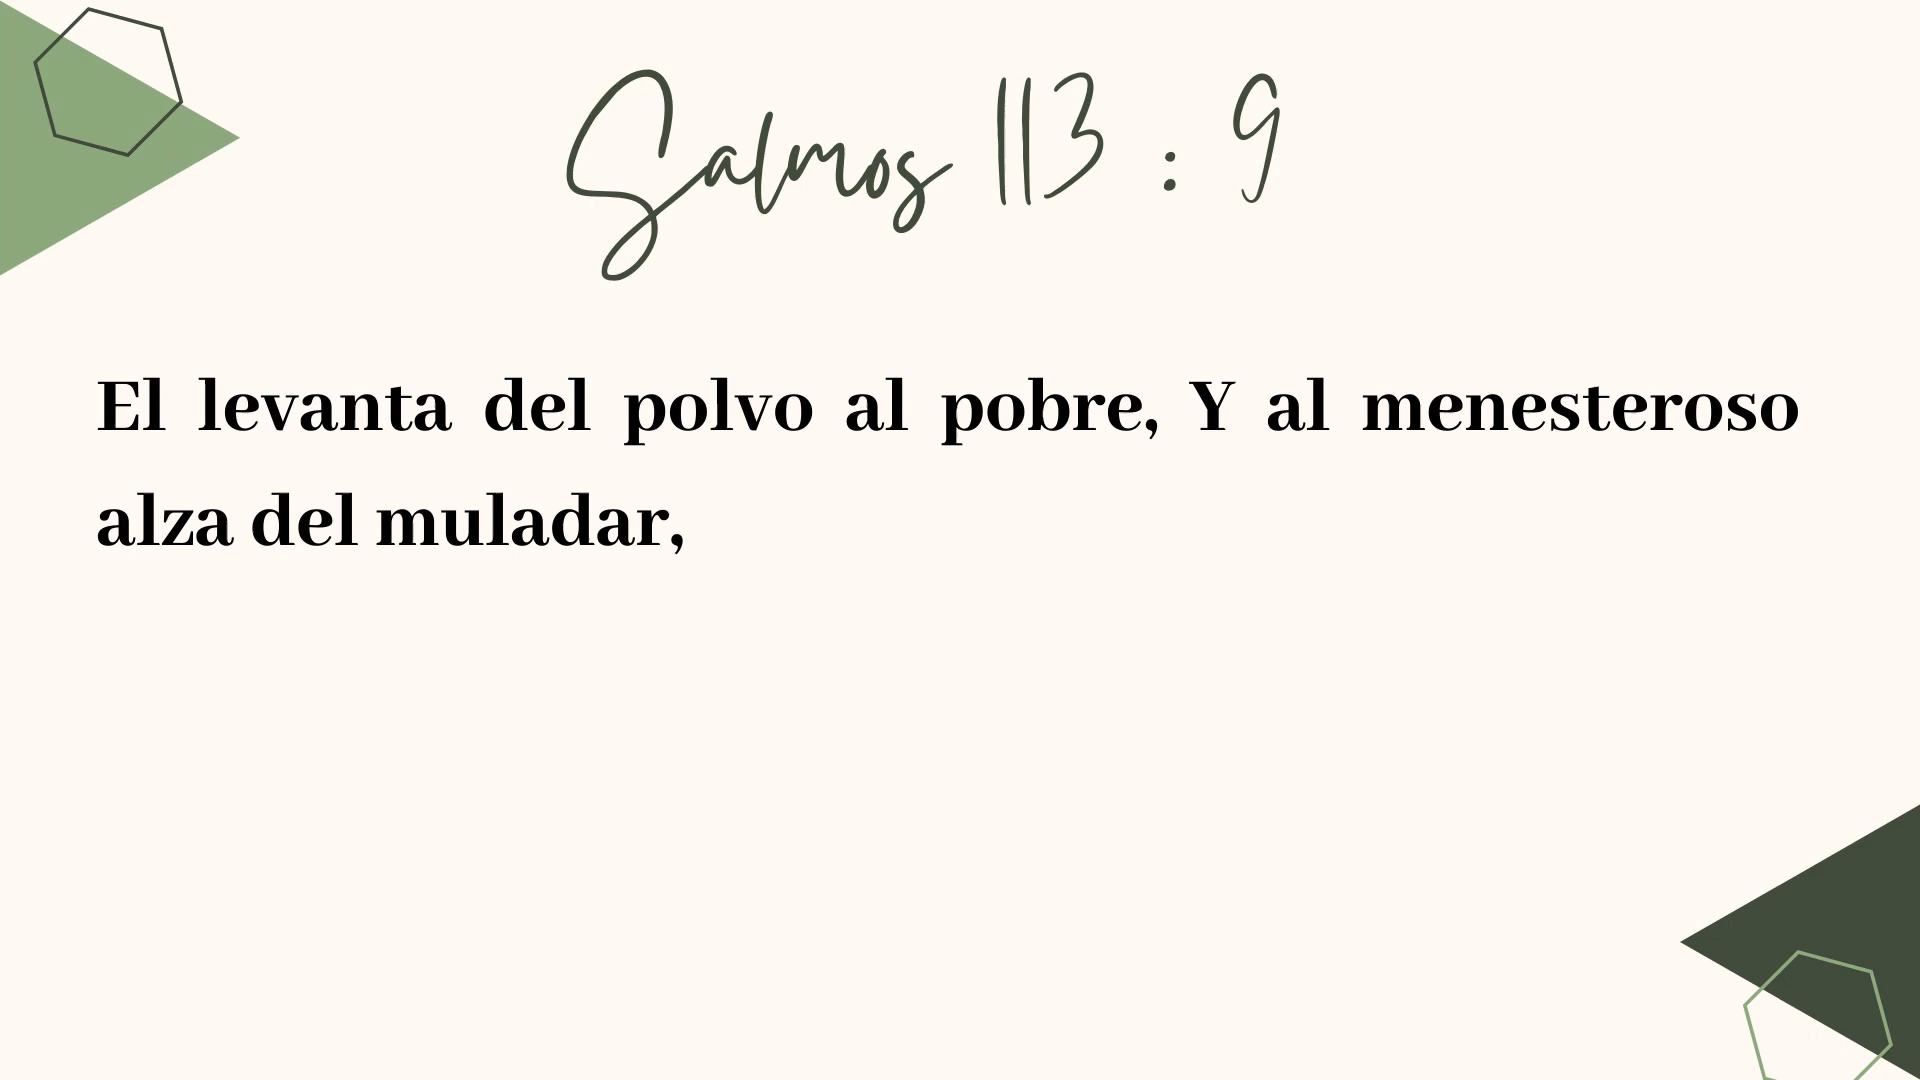 Salmos 113 : 9
El levanta del polvo al pobre, Y al menesteroso
alza del muladar,